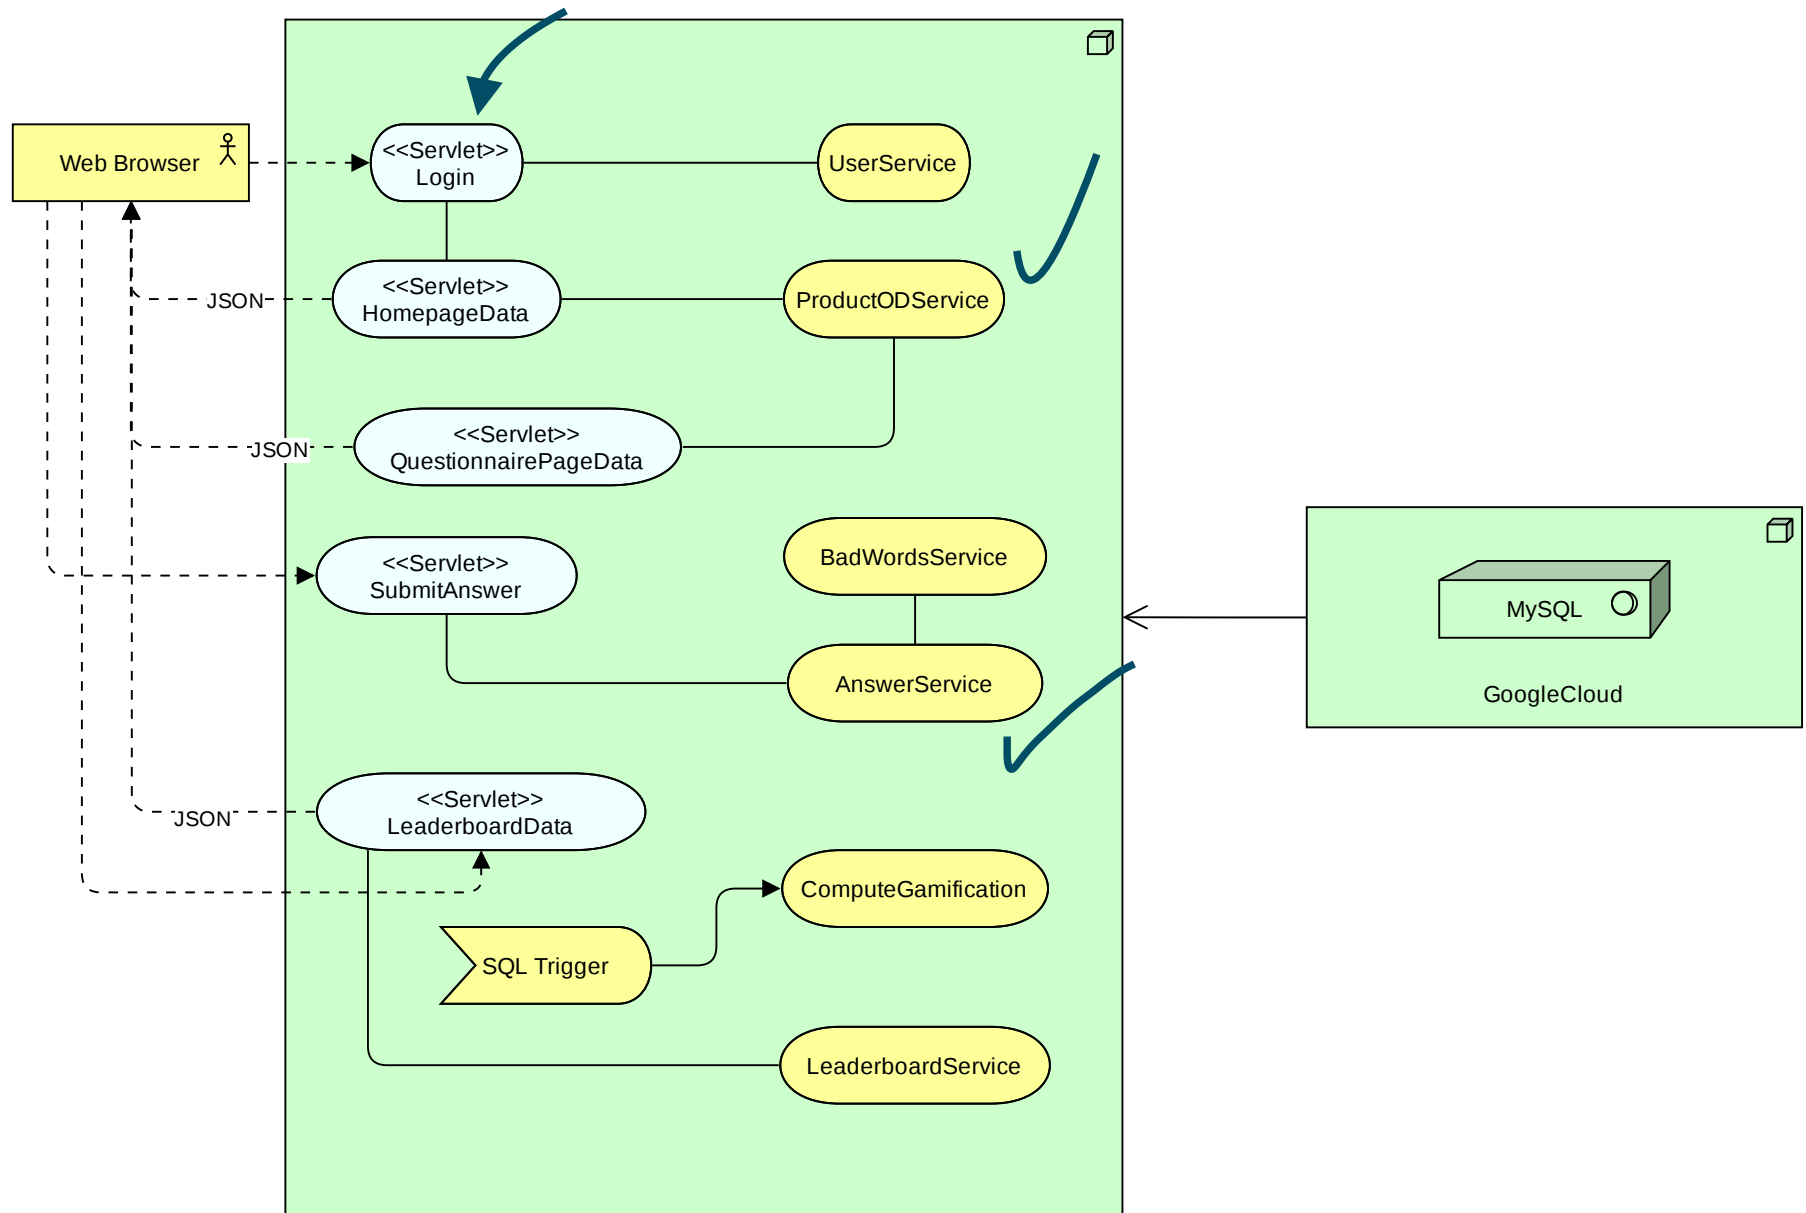 <<Servlet>>
Login
UserService
Web Browser
<<Servlet>>
HomepageData
ProductODService
JSON
<<Servlet>>
QuestionnairePageData
JSON
<<Servlet>>
SubmitAnswer
BadWordsService
AnswerService
MySQL
GoogleCloud
<<Servlet>>
LeaderboardData
JSON
ComputeGamification
SQL Trigger
LeaderboardService